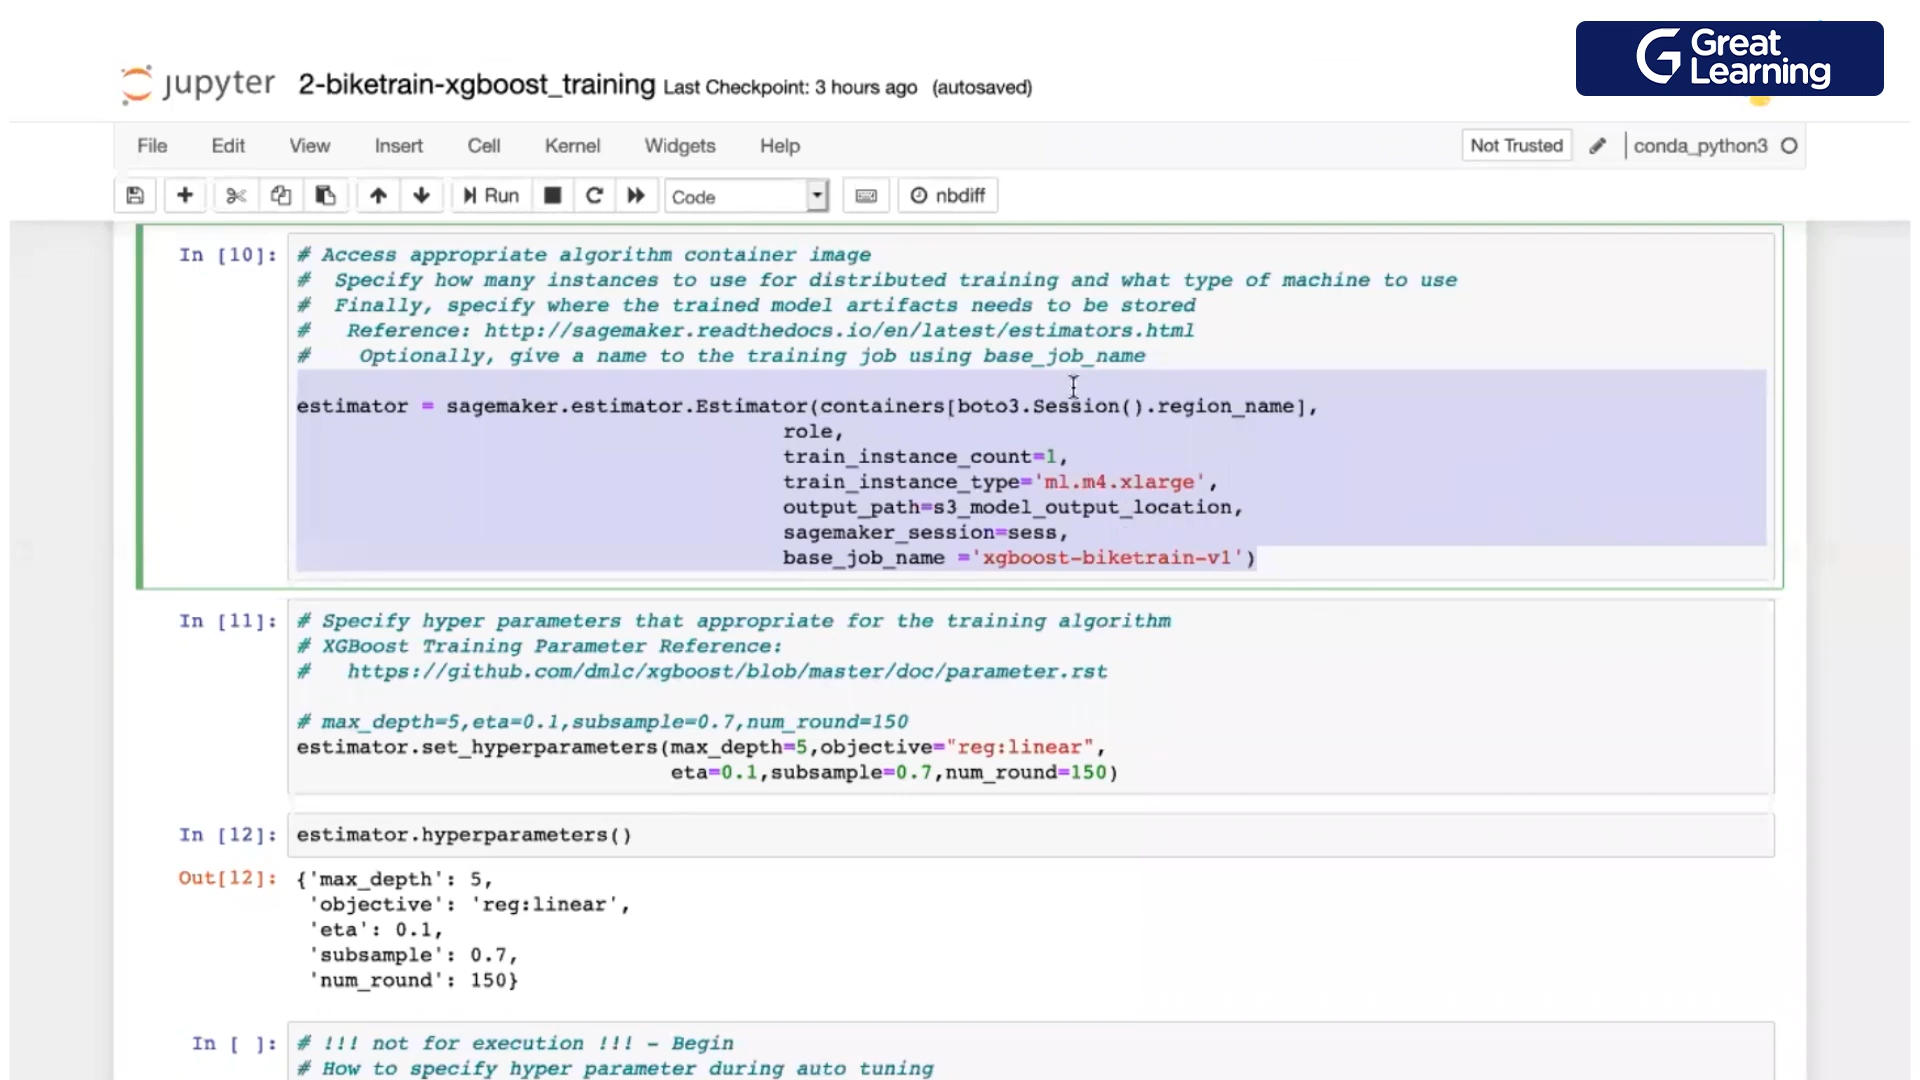 Great
Learning
jupyter 2-biketrain-xgboost_training Last Checkpoint: 3 hours ago (autosaved)
File Edit View Insert Cell Kernel Widgets Help Not Trusted conda_python3
Run Code nbdiff
In [10]: # Access appropriate algorithm container image
#  Specify how many instances to use for distributed training and what type of machine to use
#  Finally, specify where the trained model artifacts needs to be stored
#   Reference: http://sagemaker.readthedocs.io/en/latest/estimators.html
#    Optionally, give a name to the training job using base_job_name
estimator = sagemaker.estimator.Estimator(containers[boto3.Session().region_name],
role,
train_instance_count=1,
train_instance_type='ml.m4.xlarge',
output_path=s3_model_output_location,
sagemaker_session=sess,
base_job_name ='xgboost-biketrain-v1')
In [11]: # Specify hyper parameters that appropriate for the training algorithm
# XGBoost Training Parameter Reference:
#   https://github.com/dmlc/xgboost/blob/master/doc/parameter.rst
# max_depth=5,eta=0.1,subsample=0.7,num_round=150
estimator.set_hyperparameters(max_depth=5,objective="reg:linear",
eta=0.1,subsample=0.7,num_round=150)
In [12]: estimator.hyperparameters()
Out[12]: {'max_depth': 5,
'objective': 'reg:linear',
'eta': 0.1,
'subsample': 0.7,
'num_round': 150}
In [ ]: # !!! not for execution !!! - Begin
# How to specify hyper parameter during auto tuning